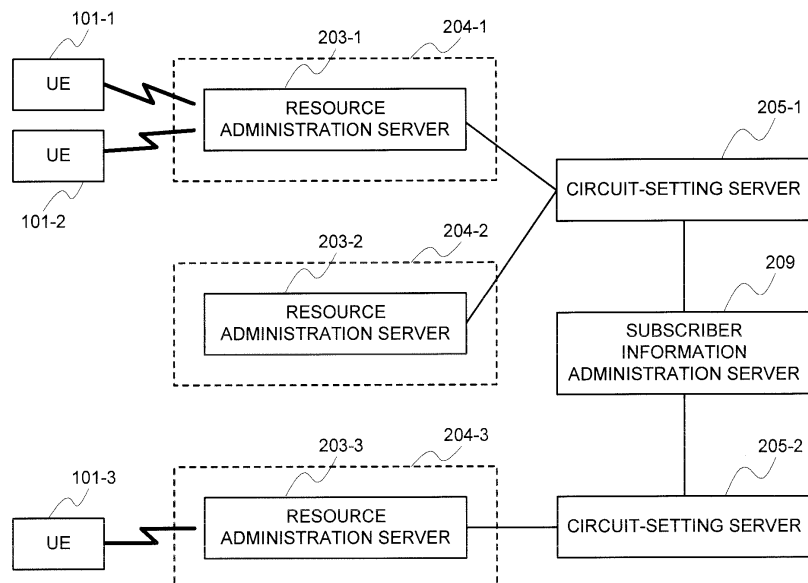 101-1
UE
203-1
204-1
RESOURCE
ADMINISTRATION SERVER
UE
101-2
205-1
CIRCUIT-SETTING SERVER
203-2
204-2
RESOURCE
ADMINISTRATION SERVER
209
SUBSCRIBER
INFORMATION
ADMINISTRATION SERVER
101-3
UE
203-3
204-3
RESOURCE
ADMINISTRATION SERVER
205-2
CIRCUIT-SETTING SERVER